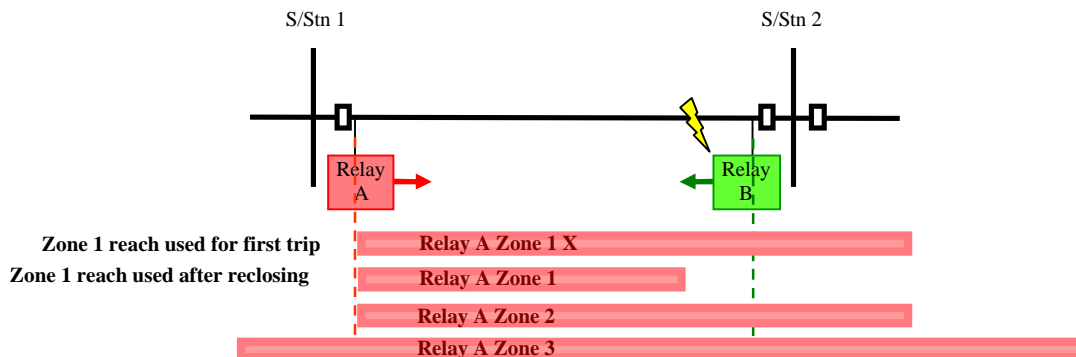 S/Stn 1
S/Stn 2
Relay
A
Relay
B
Zone 1 reach used for first trip
Relay A Zone 1 X
Zone 1 reach used after reclosing
Relay A Zone 1
Relay A Zone 2
Relay A Zone 3